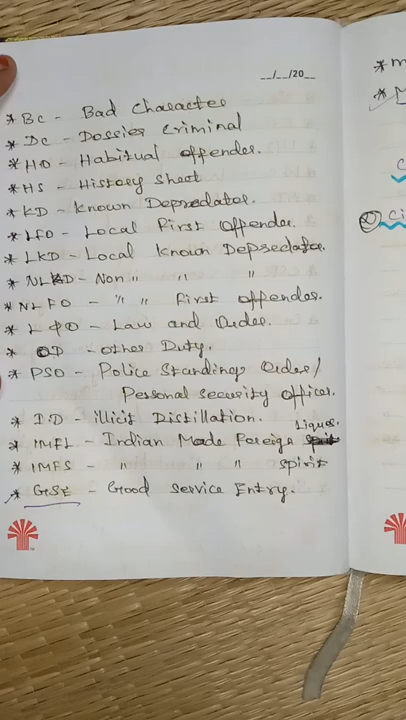 __/__/20__
* BC - Bad Character
* DC - Dossier Criminal
* HO - Habitual offender.
* HS - History Sheet
* KD - Known Depredator.
* LFO - Local First Offender.
* LKD - Local Known Depredator.
* NLKD - Non " " "
* NLFO - " " First offender.
* L&O - Law and Order.
* OD - other Duty.
* PSO - Police Standings Order/
Personal security officer.
* ID - illicit Distillation.
* IMFL - Indian Made Foreign Liquor.
* IMFS - " " " spirit
* GSE - Good Service Entry.
* m
* M
C
Ci